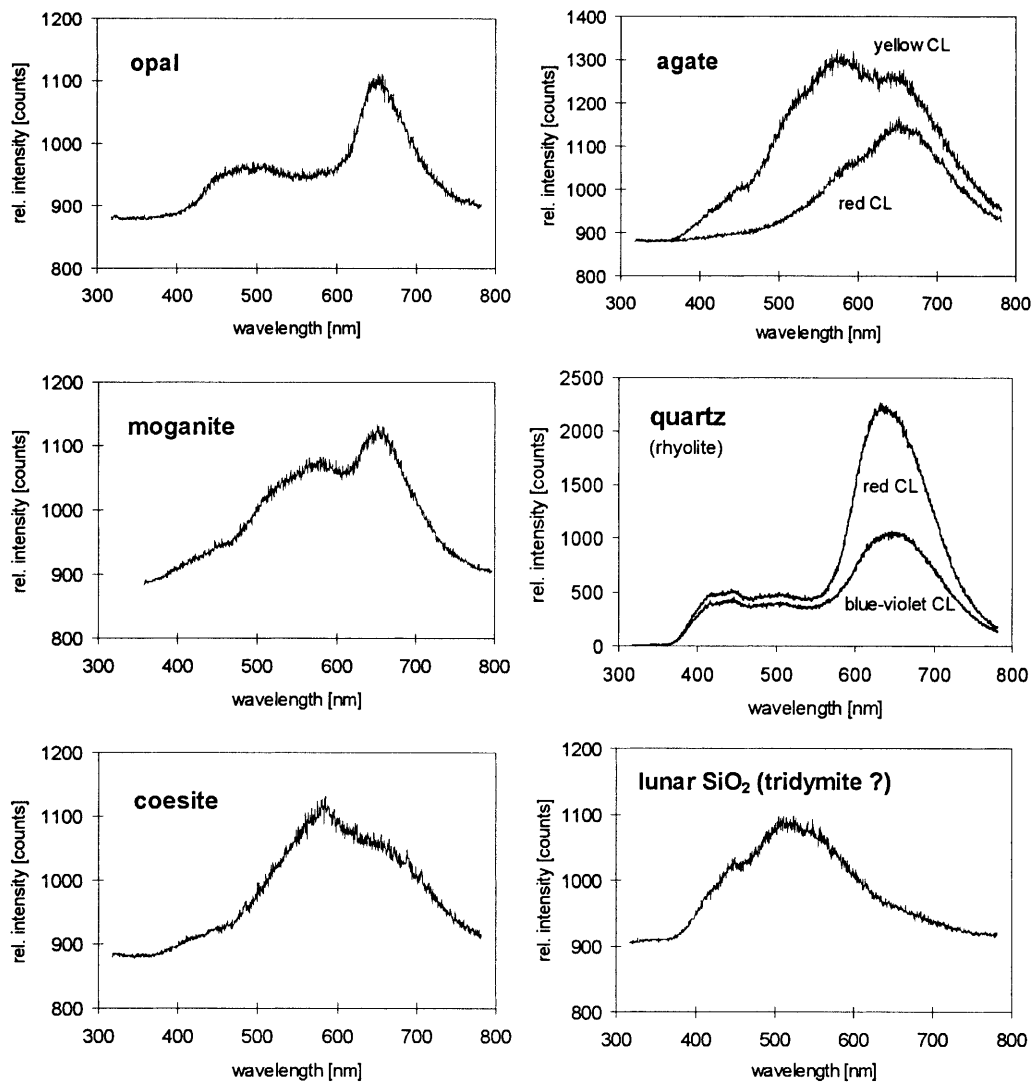 opal
rel. intensity [counts]
1200
1100
1000
900
800
300 400 500 600 700 800
wavelength [nm]
agate
yellow CL
red CL
rel. intensity [counts]
1400
1300
1200
1100
1000
900
800
300 400 500 600 700 800
wavelength [nm]
moganite
rel. intensity [counts]
1200
1100
1000
900
800
300 400 500 600 700 800
wavelength [nm]
quartz
(rhyolite)
red CL
blue-violet CL
rel. intensity [counts]
2500
2000
1500
1000
500
0
300 400 500 600 700 800
wavelength [nm]
coesite
rel. intensity [counts]
1200
1100
1000
900
800
300 400 500 600 700 800
wavelength [nm]
lunar SiO₂ (tridymite ?)
rel. intensity [counts]
1200
1100
1000
900
800
300 400 500 600 700 800
wavelength [nm]